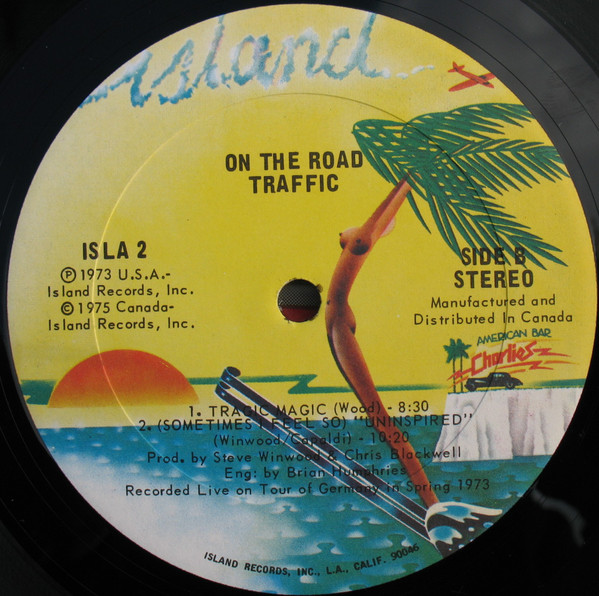 island
ON THE ROAD
TRAFFIC
ISLA 2
Ⓟ 1973 U.S.A.-
Island Records, Inc.
© 1975 Canada-
Island Records, Inc.
SIDE B
STEREO
Manufactured and
Distributed In Canada
AMERICAN BAR
Charlies
1. TRAGIC MAGIC (Wood) - 8:30
2. (SOMETIMES I FEEL SO) "UNINSPIRED"
(Winwood/Capaldi) - 10:20
Prod. by Steve Winwood & Chris Blackwell
Eng: by Brian Humphries
Recorded Live on Tour of Germany in Spring 1973
ISLAND RECORDS, INC., L.A., CALIF. 90046